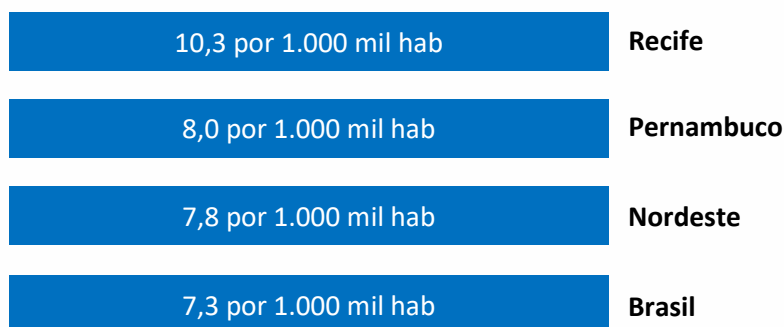 10,3 por 1.000 mil hab Recife
8,0 por 1.000 mil hab Pernambuco
7,8 por 1.000 mil hab Nordeste
7,3 por 1.000 mil hab Brasil